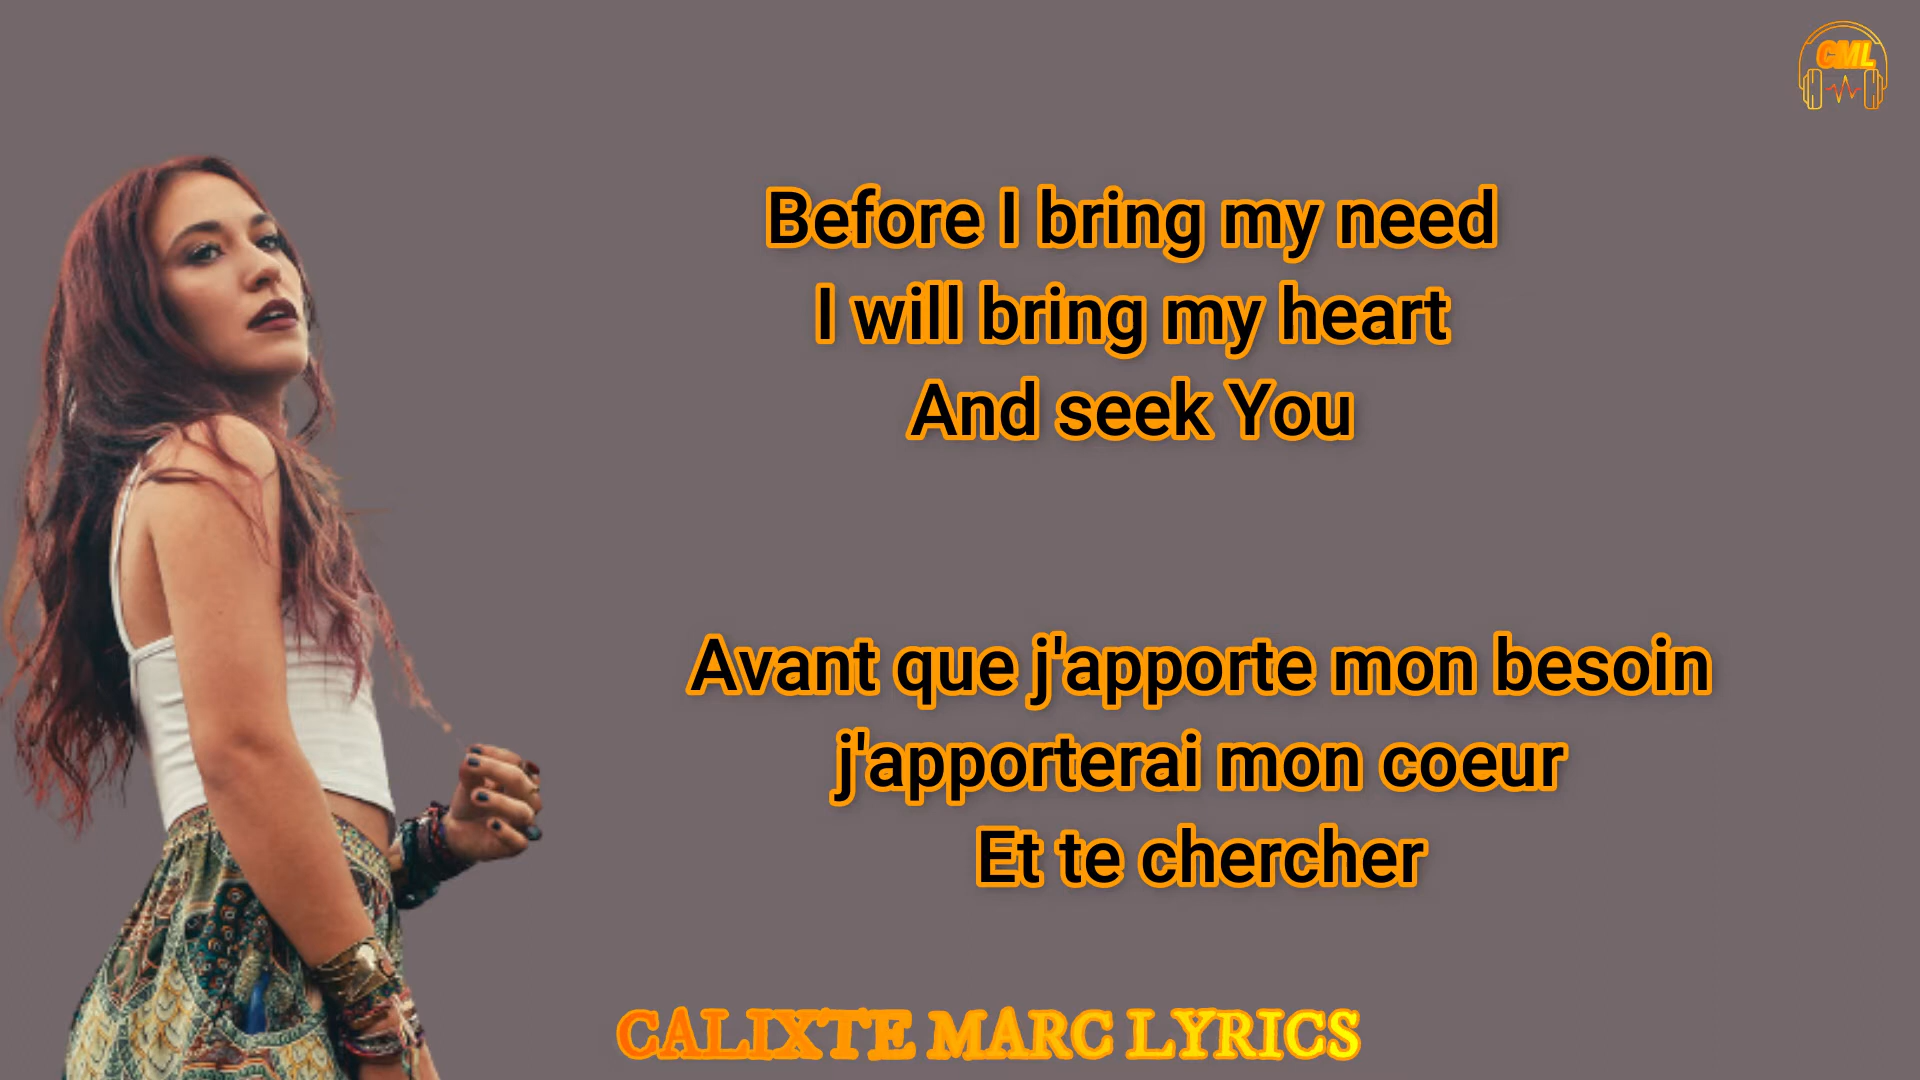 CML
Before I bring my need
I will bring my heart
And seek You
Avant que j'apporte mon besoin
j'apporterai mon coeur
Et te chercher
CALIXTE MARC LYRICS